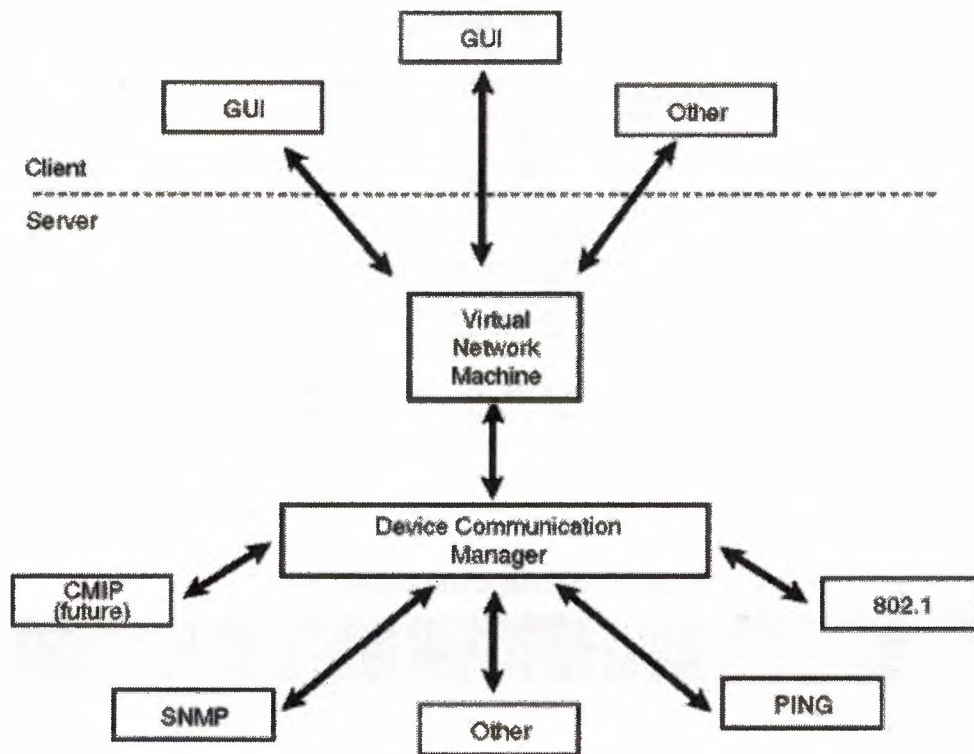 GUI
GUI
Other
Client
Server
Virtual
Network
Machine
Device Communication
Manager
CMIP
(future)
802.1
SNMP
Other
PING